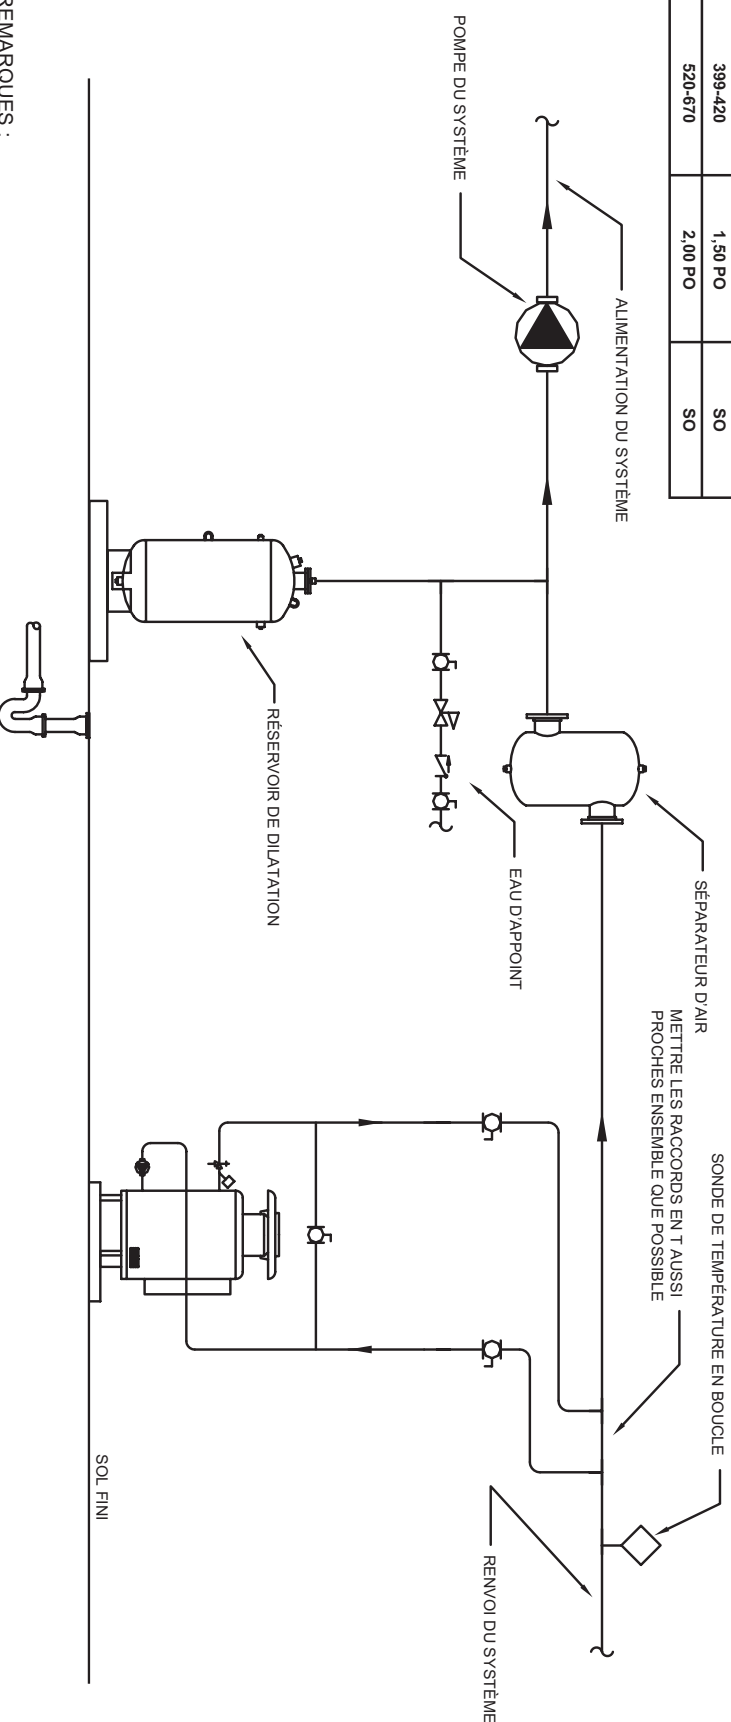 399-420 1,50 PO SO
520-670 2,00 PO SO
SONDE DE TEMPÉRATURE EN BOUCLE
METTRE LES RACCORDS EN T AUSSI
PROCHES ENSEMBLE QUE POSSIBLE
SÉPARATEUR D'AIR
ALIMENTATION DU SYSTÈME
POMPE DU SYSTÈME
EAU D'APPOINT
RENVOI DU SYSTÈME
RÉSERVOIR DE DILATATION
SOL FINI
REMARQUES :